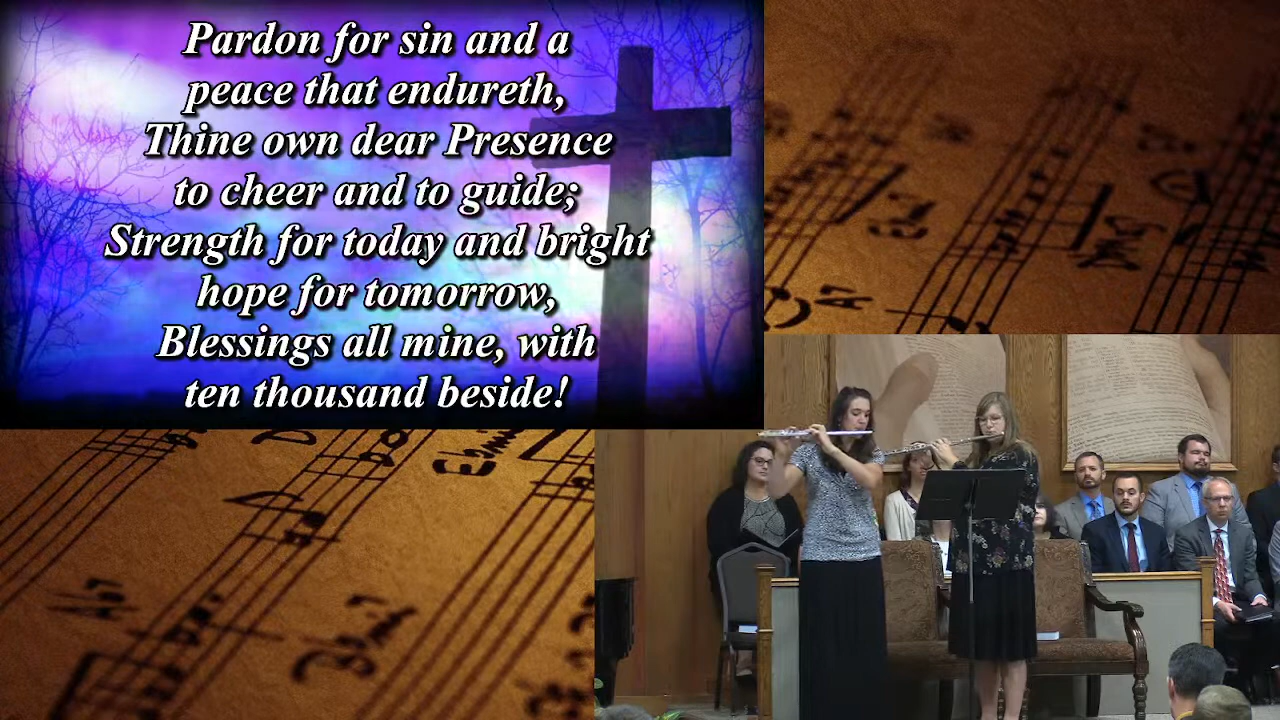 Pardon for sin and a
peace that endureth,
Thine own dear Presence
to cheer and to guide;
Strength for today and bright
hope for tomorrow,
Blessings all mine, with
ten thousand beside!